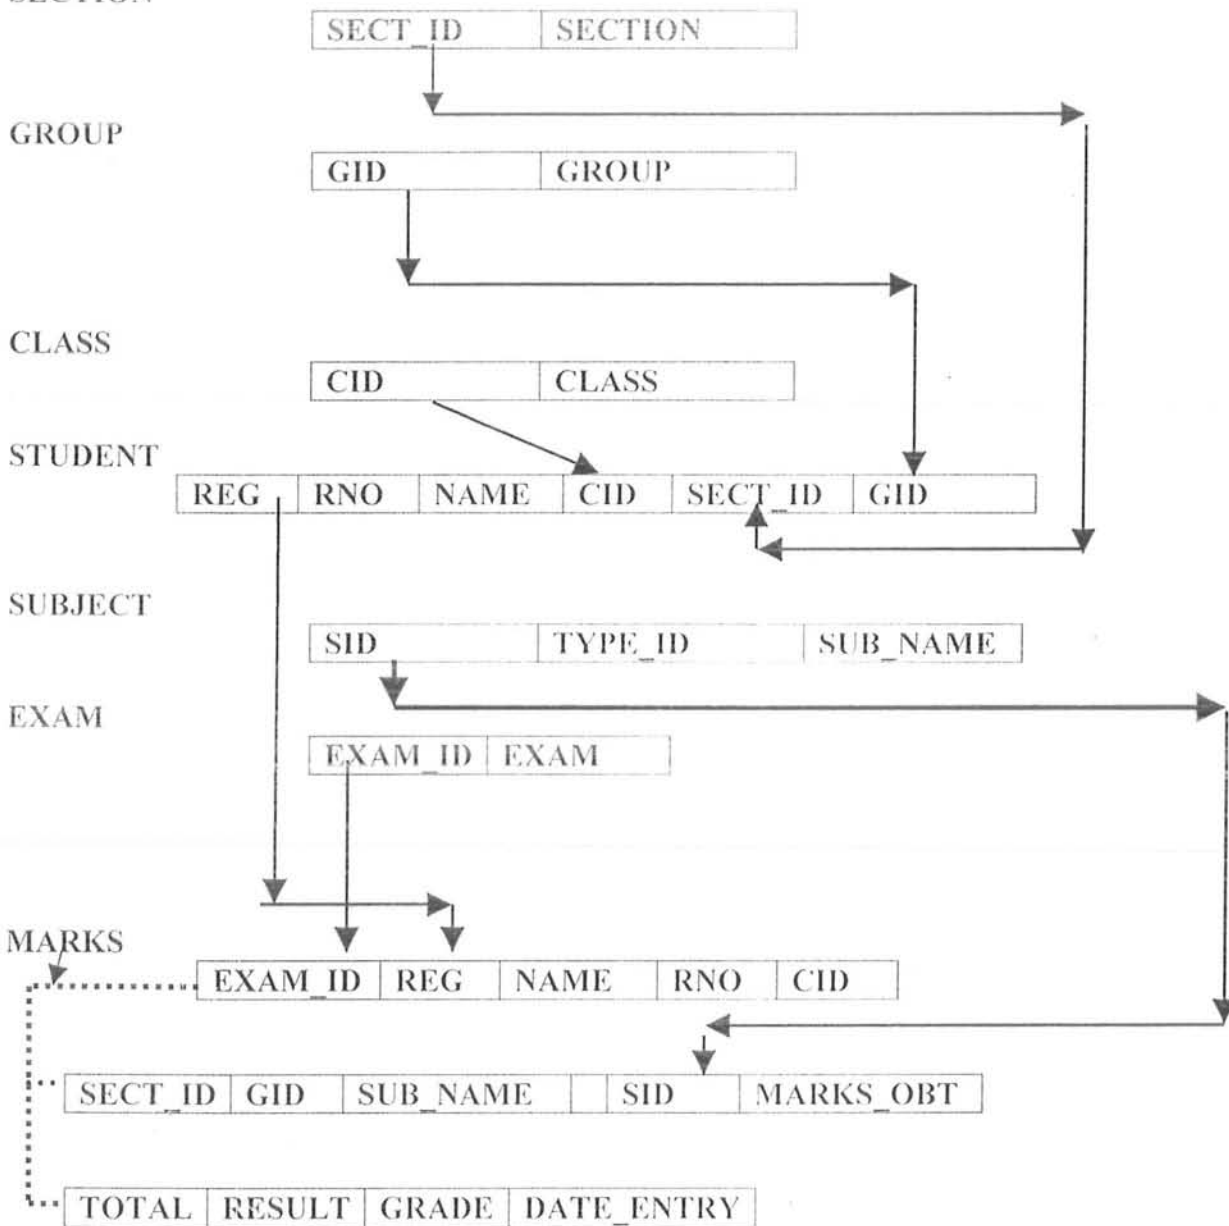 SECTION
SECT_ID SECTION
GROUP
GID GROUP
CLASS
CID CLASS
STUDENT
REG RNO NAME CID SECT_ID GID
SUBJECT
SID TYPE_ID SUB_NAME
EXAM
EXAM_ID EXAM
MARKS
EXAM_ID REG NAME RNO CID
SECT_ID GID SUB_NAME SID MARKS_OBT
TOTAL RESULT GRADE DATE_ENTRY